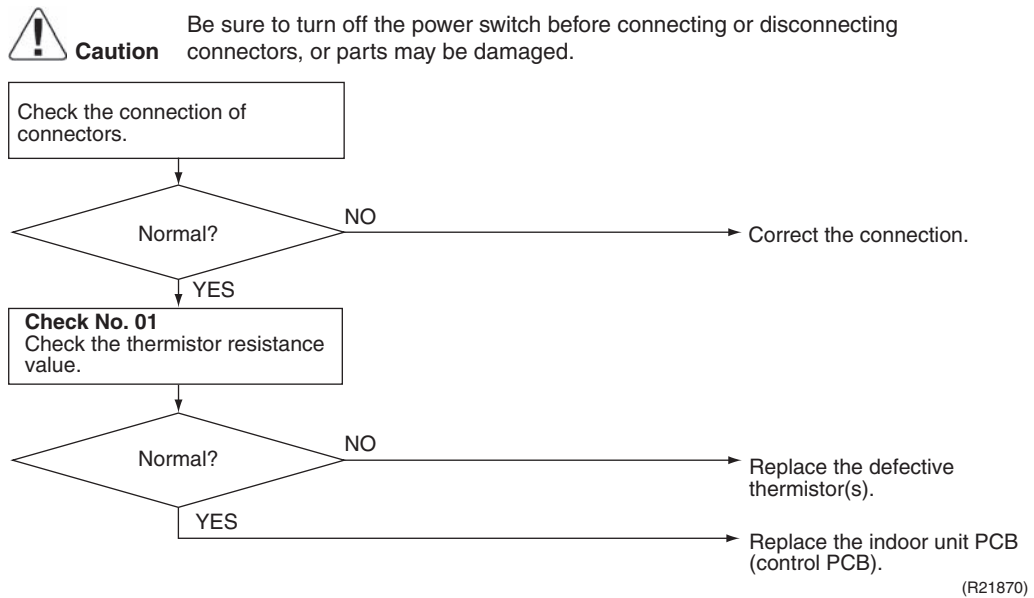 Be sure to turn off the power switch before connecting or disconnecting
Caution connectors, or parts may be damaged.
Check the connection of
connectors.
Normal?
NO
Correct the connection.
YES
Check No. 01
Check the thermistor resistance
value.
Normal?
NO
Replace the defective
thermistor(s).
YES
Replace the indoor unit PCB
(control PCB).
(R21870)